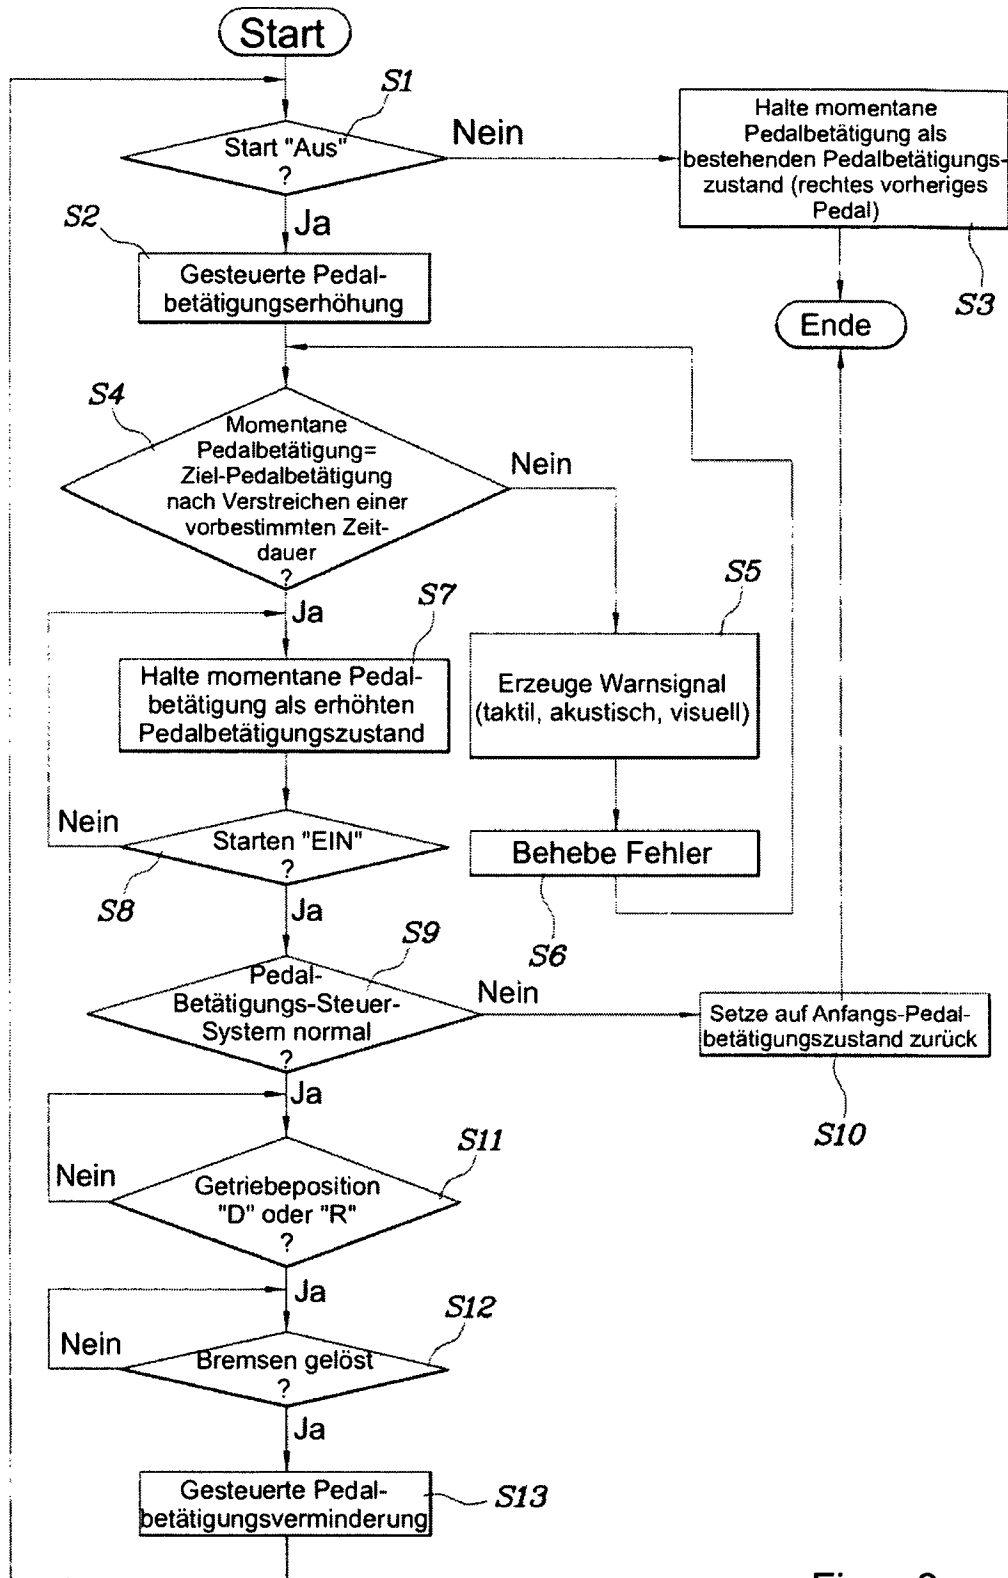 Start
S1
Start "Aus"
?
Nein
Halte momentane
Pedalbetätigung als
bestehenden Pedalbetätigungs-
zustand (rechtes vorheriges
Pedal)
S3
Ja
S2
Gesteuerte Pedal-
betätigungserhöhung
Ende
S4
Momentane
Pedalbetätigung=
Ziel-Pedalbetätigung
nach Verstreichen einer
vorbestimmten Zeit-
dauer
?
Nein
S5
Erzeuge Warnsignal
(taktil, akustisch, visuell)
Ja
S7
Halte momentane Pedal-
betätigung als erhöhten
Pedalbetätigungszustand
Behebe Fehler
S6
Nein
Starten "EIN"
?
S8
Ja
S9
Pedal-
Betätigungs-Steuer-
System normal
?
Nein
Setze auf Anfangs-Pedal-
betätigungszustand zurück
S10
Ja
S11
Nein
Getriebeposition
"D" oder "R"
?
Ja
S12
Nein
Bremsen gelöst
?
Ja
Gesteuerte Pedal-
betätigungsverminderung
S13